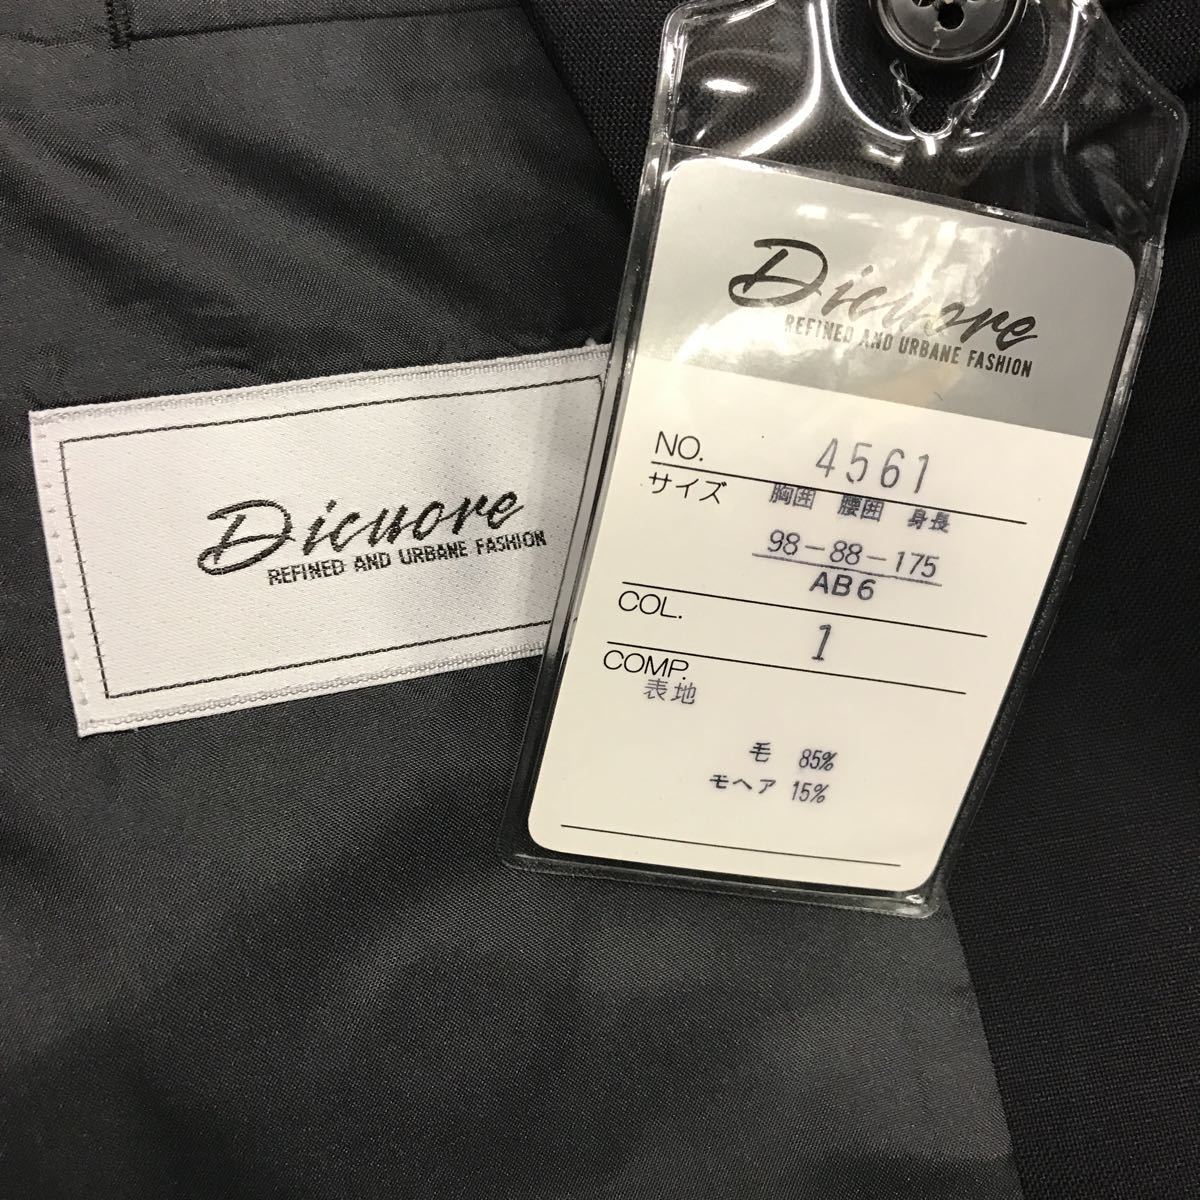 Dicuore
REFINED AND URBANE FASHION
Dicuore
REFINED AND URBANE FASHION
NO. 4561
サイズ 胸囲 腰囲 身長
98-88-175
AB6
COL. 1
COMP.
表地
毛 85%
モヘア 15%